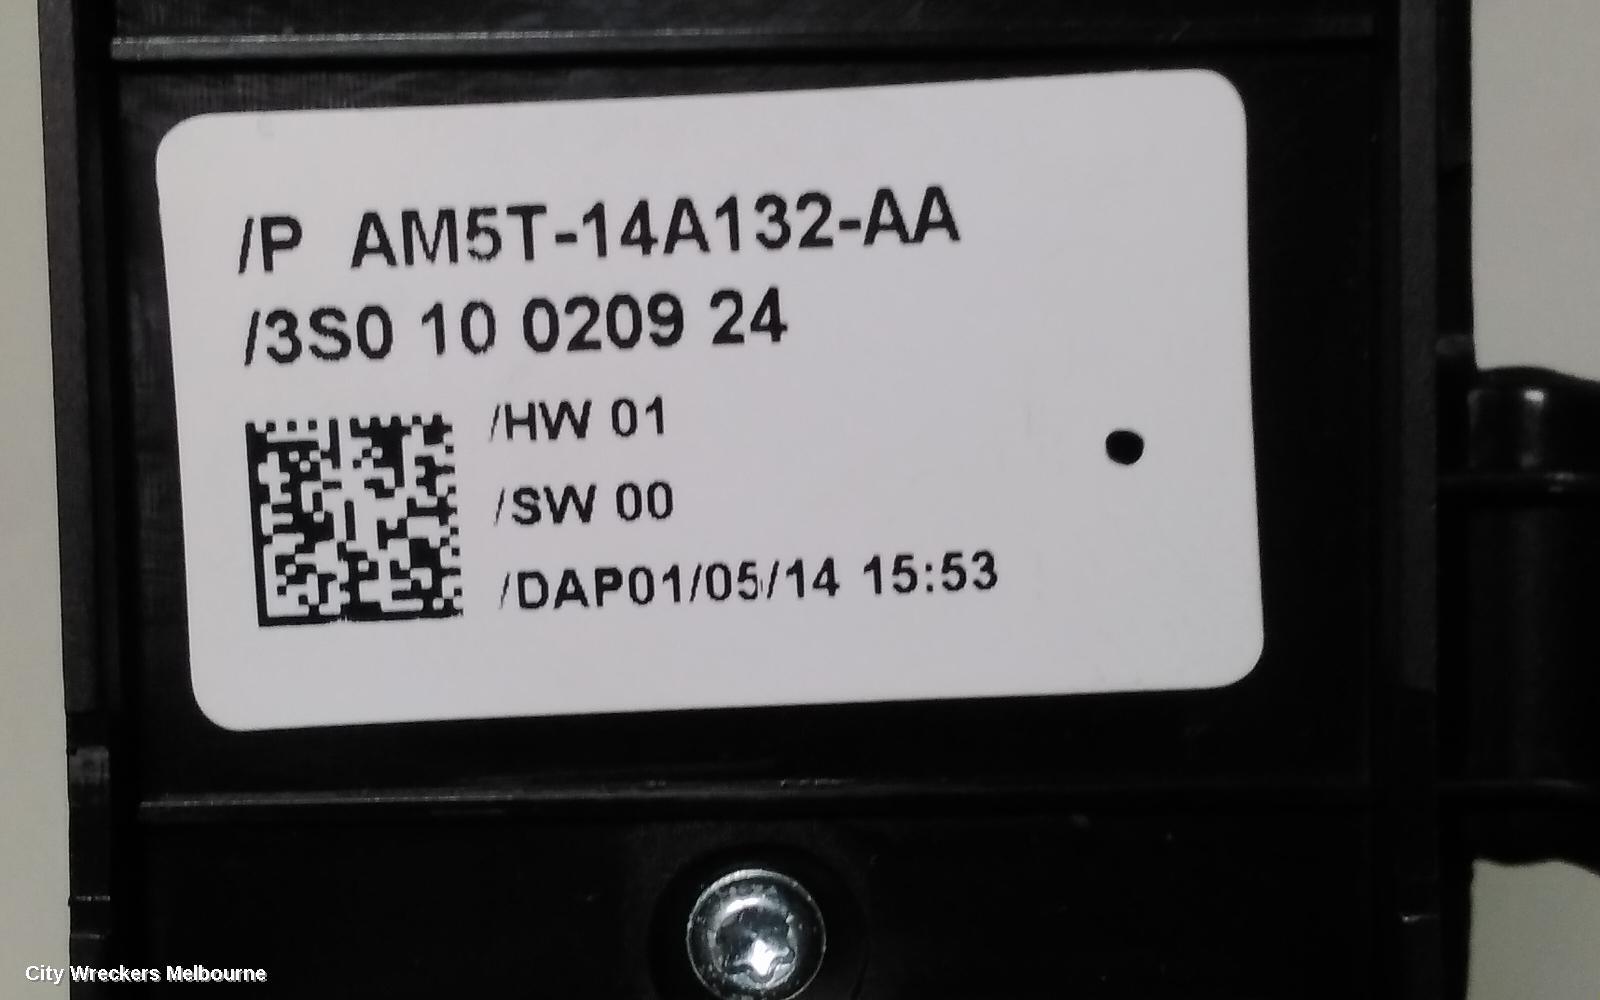 /P AM5T-14A132-AA
/3S0 10 0209 24
/HW 01
/SW 00
/DAP01/05/14 15:53
City Wreckers Melbourne